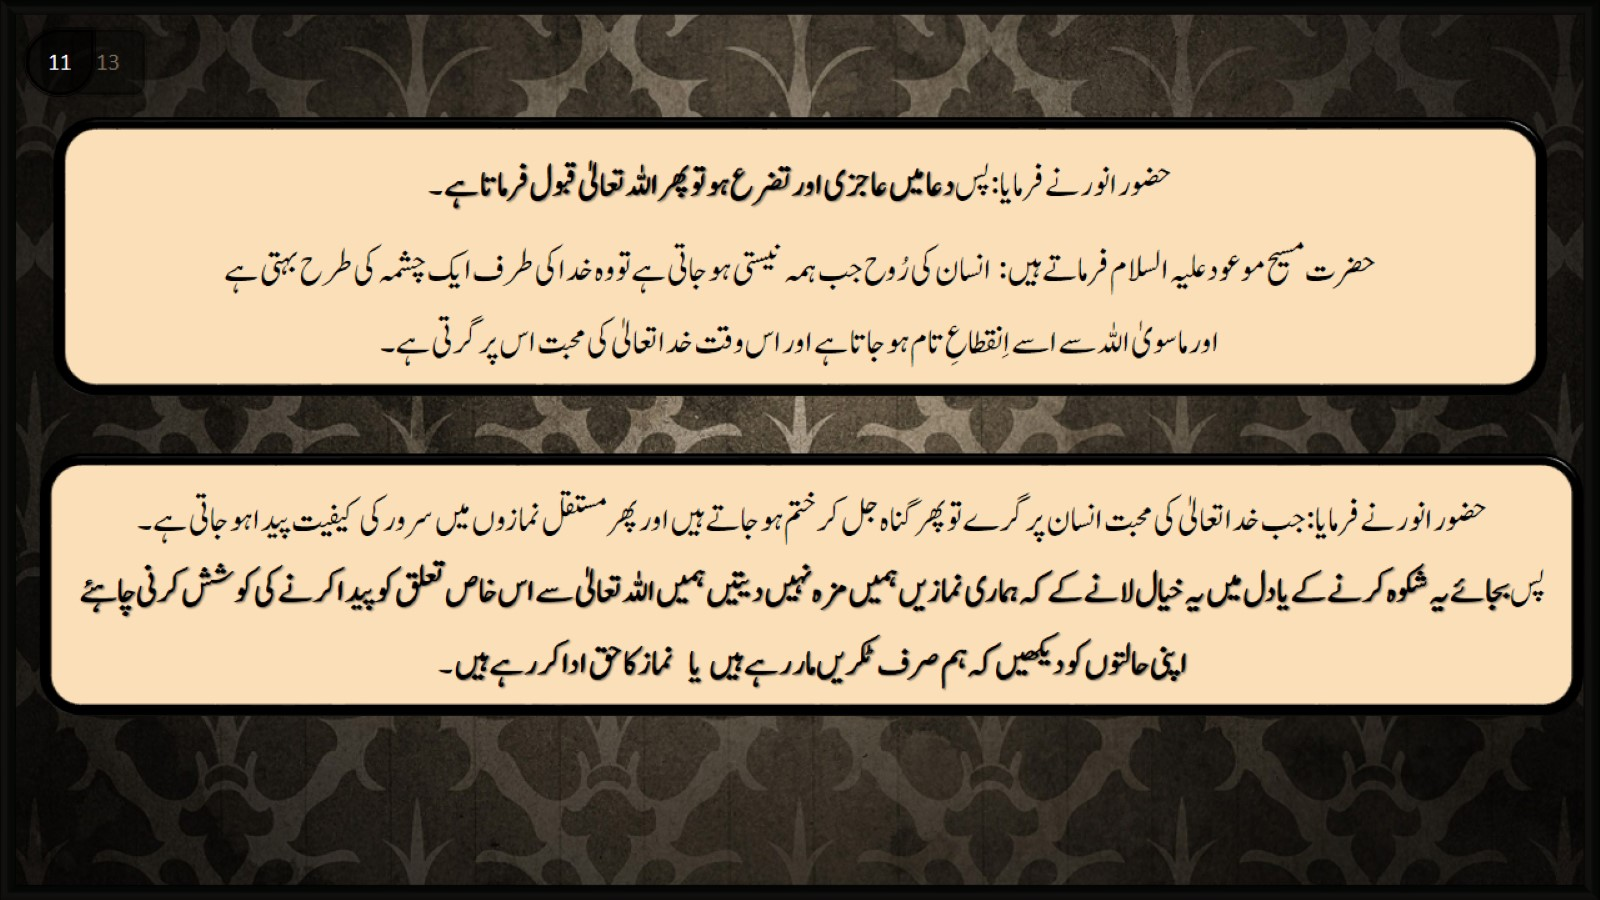 11 13
حضور انور نے فرمایا: پس دعا میں عاجزی اور تضرع ہو تو پھر اللہ تعالیٰ قبول فرماتا ہے۔
حضرت مسیح موعود علیہ السلام فرماتے ہیں: انسان کی رُوح جب ہمہ نیستی ہو جاتی ہے تو وہ خدا کی طرف ایک چشمہ کی طرح بہتی ہے
اور ماسویٰ اللہ سے اسے اِنقطاعِ تام ہو جاتا ہے اور اس وقت خدا تعالیٰ کی محبت اس پر گرتی ہے۔
حضور انور نے فرمایا: جب خدا تعالیٰ کی محبت انسان پر گرے تو پھر گناہ جل کر ختم ہو جاتے ہیں اور پھر مستقل نمازوں میں سرور کی کیفیت پیدا ہو جاتی ہے۔
پس بجائے یہ شکوہ کرنے کے یا دل میں یہ خیال لانے کے کہ ہماری نمازیں ہمیں مزہ نہیں دیتیں ہمیں اللہ تعالیٰ سے اس خاص تعلق کو پیدا کرنے کی کوشش کرنی چاہئے
اپنی حالتوں کو دیکھیں کہ ہم صرف ٹکریں مار رہے ہیں یا نماز کا حق ادا کر رہے ہیں۔